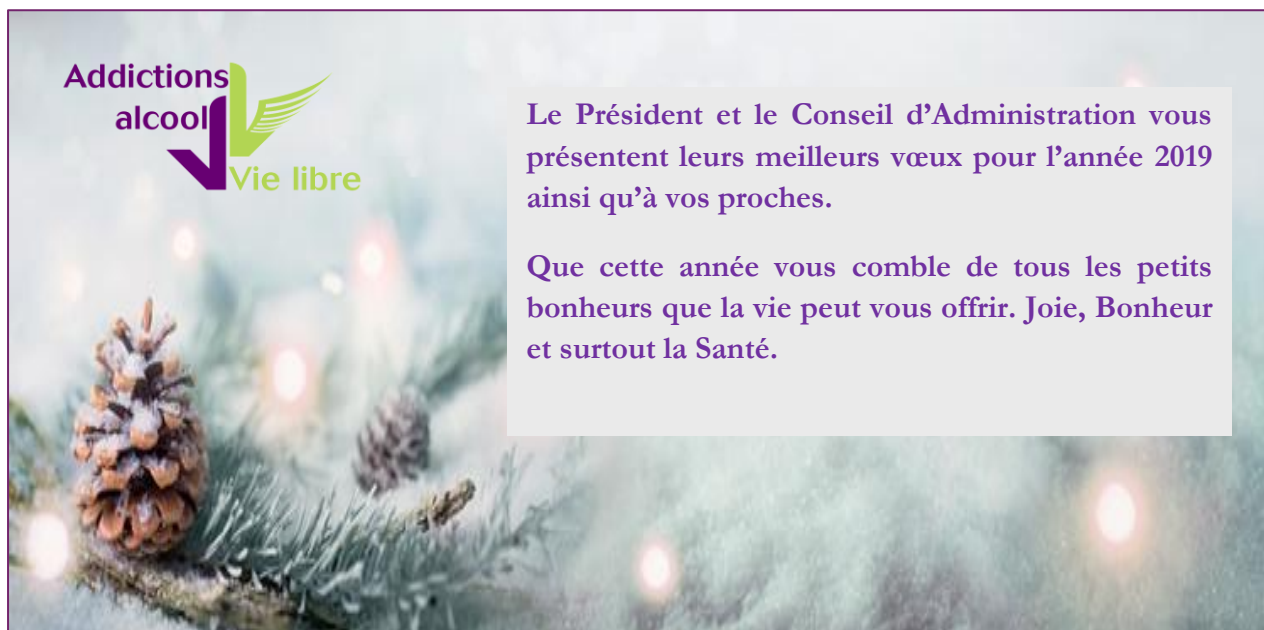 Addictions
alcool
Vie libre
Le Président et le Conseil d’Administration vous
présentent leurs meilleurs vœux pour l’année 2019
ainsi qu’à vos proches.
Que cette année vous comble de tous les petits
bonheurs que la vie peut vous offrir. Joie, Bonheur
et surtout la Santé.